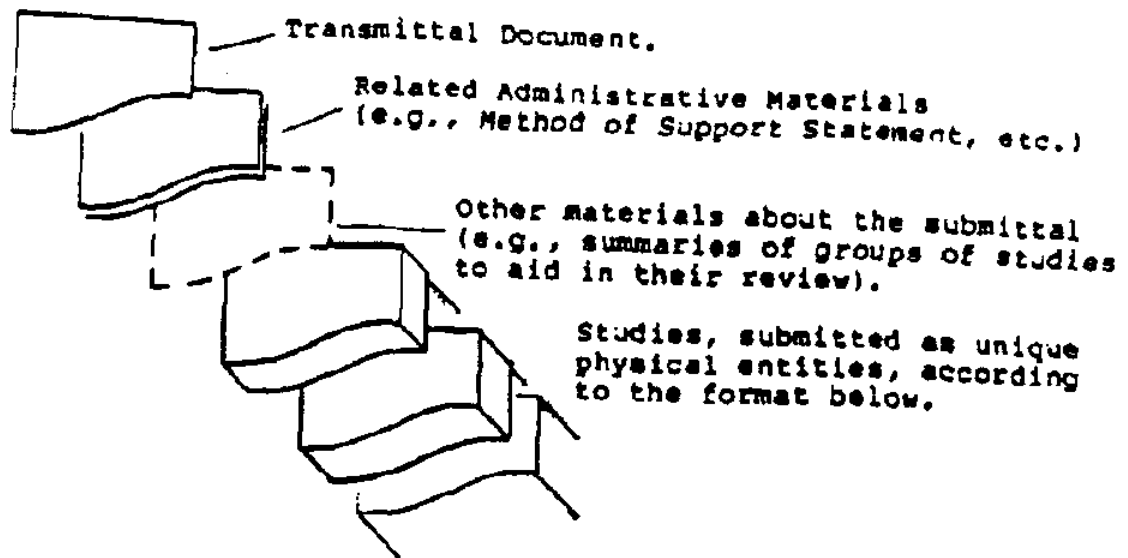 Transmittal Document.
Related Administrative Materials
(e.g., Method of Support Statement, etc.)
Other materials about the submittal
(e.g., summaries of groups of studies
to aid in their review).
Studies, submitted as unique
physical entities, according
to the format below.